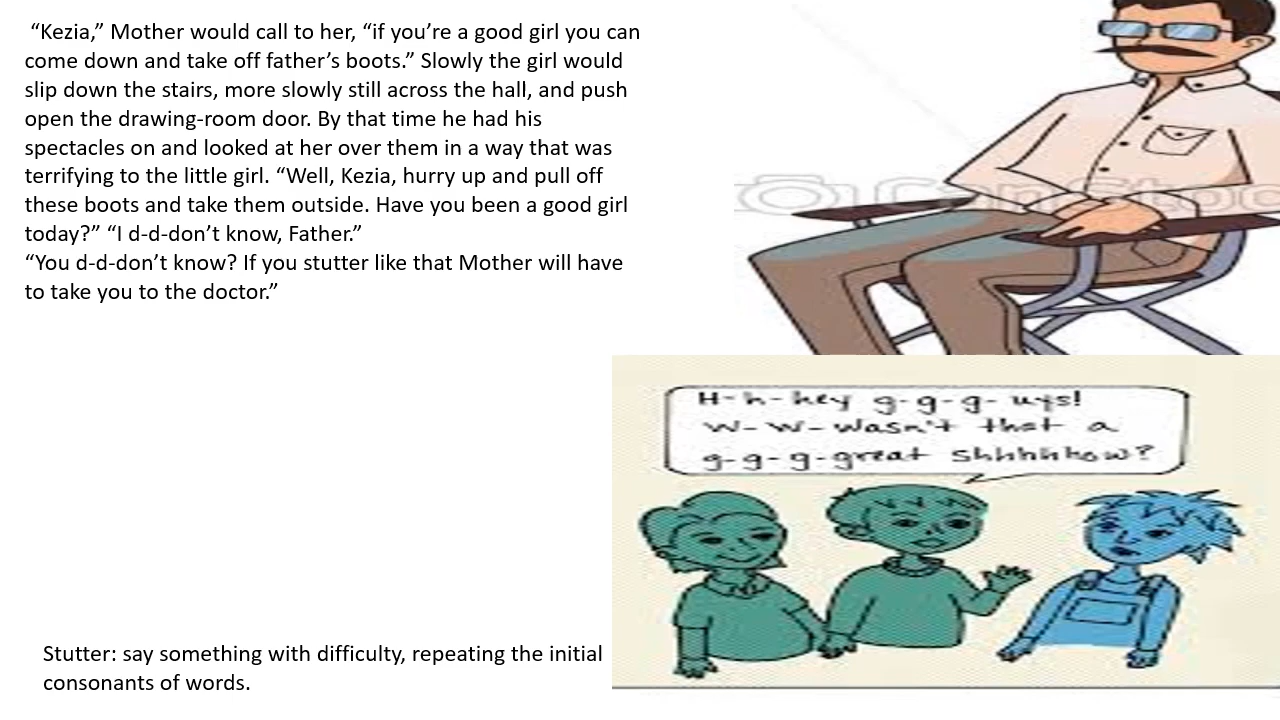 “Kezia,” Mother would call to her, “if you’re a good girl you can
come down and take off father’s boots.” Slowly the girl would
slip down the stairs, more slowly still across the hall, and push
open the drawing-room door. By that time he had his
spectacles on and looked at her over them in a way that was
terrifying to the little girl. “Well, Kezia, hurry up and pull off
these boots and take them outside. Have you been a good girl
today?” “I d-d-don’t know, Father.”
“You d-d-don’t know? If you stutter like that Mother will have
to take you to the doctor.”
H-h-hey g-g-g-uys!
w-w-wasn't that a
g-g-g-great shhhhhow?
Stutter: say something with difficulty, repeating the initial
consonants of words.